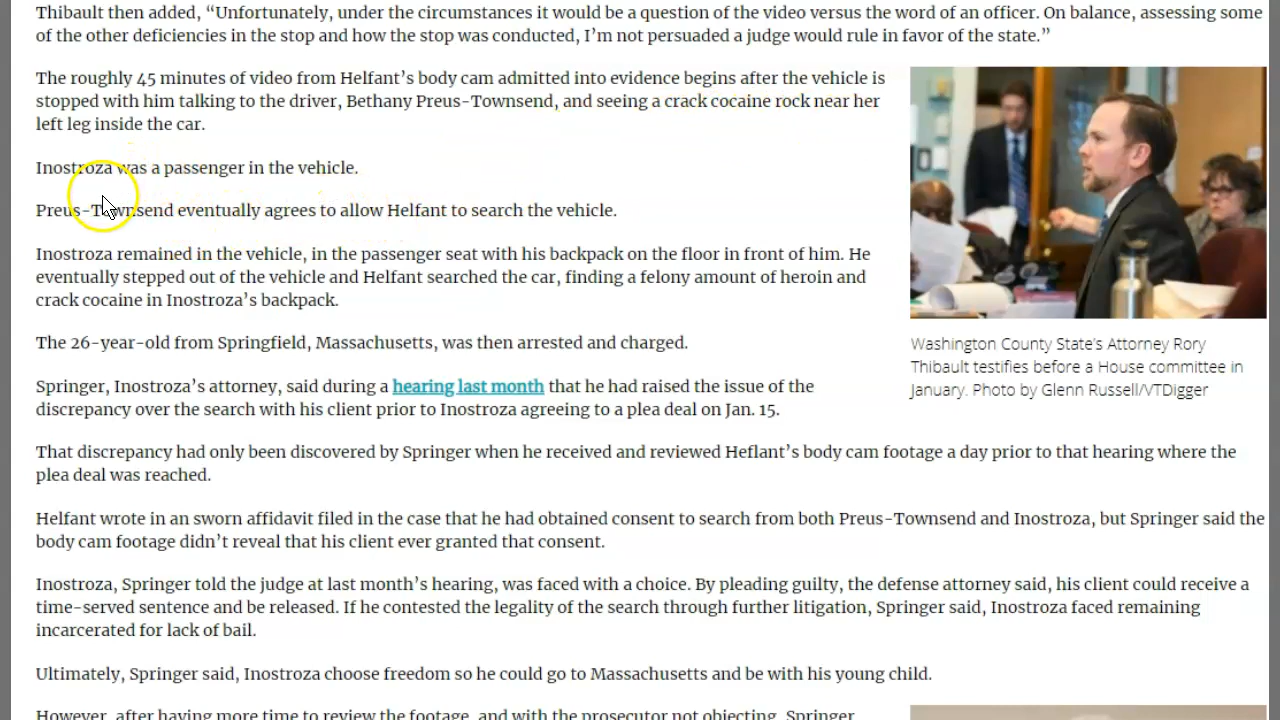 Thibault then added, “Unfortunately, under the circumstances it would be a question of the video versus the word of an officer. On balance, assessing some
of the other deficiencies in the stop and how the stop was conducted, I’m not persuaded a judge would rule in favor of the state.”
The roughly 45 minutes of video from Helfant’s body cam admitted into evidence begins after the vehicle is
stopped with him talking to the driver, Bethany Preus-Townsend, and seeing a crack cocaine rock near her
left leg inside the car.
Inostroza was a passenger in the vehicle.
Preus-Townsend eventually agrees to allow Helfant to search the vehicle.
Inostroza remained in the vehicle, in the passenger seat with his backpack on the floor in front of him. He
eventually stepped out of the vehicle and Helfant searched the car, finding a felony amount of heroin and
crack cocaine in Inostroza’s backpack.
The 26-year-old from Springfield, Massachusetts, was then arrested and charged.
Washington County State’s Attorney Rory
Thibault testifies before a House committee in
January. Photo by Glenn Russell/VTDigger
Springer, Inostroza’s attorney, said during a hearing last month that he had raised the issue of the
discrepancy over the search with his client prior to Inostroza agreeing to a plea deal on Jan. 15.
That discrepancy had only been discovered by Springer when he received and reviewed Heflant’s body cam footage a day prior to that hearing where the
plea deal was reached.
Helfant wrote in an sworn affidavit filed in the case that he had obtained consent to search from both Preus-Townsend and Inostroza, but Springer said the
body cam footage didn’t reveal that his client ever granted that consent.
Inostroza, Springer told the judge at last month’s hearing, was faced with a choice. By pleading guilty, the defense attorney said, his client could receive a
time-served sentence and be released. If he contested the legality of the search through further litigation, Springer said, Inostroza faced remaining
incarcerated for lack of bail.
Ultimately, Springer said, Inostroza choose freedom so he could go to Massachusetts and be with his young child.
However, after having more time to review the footage, and with the prosecutor not objecting, Springer